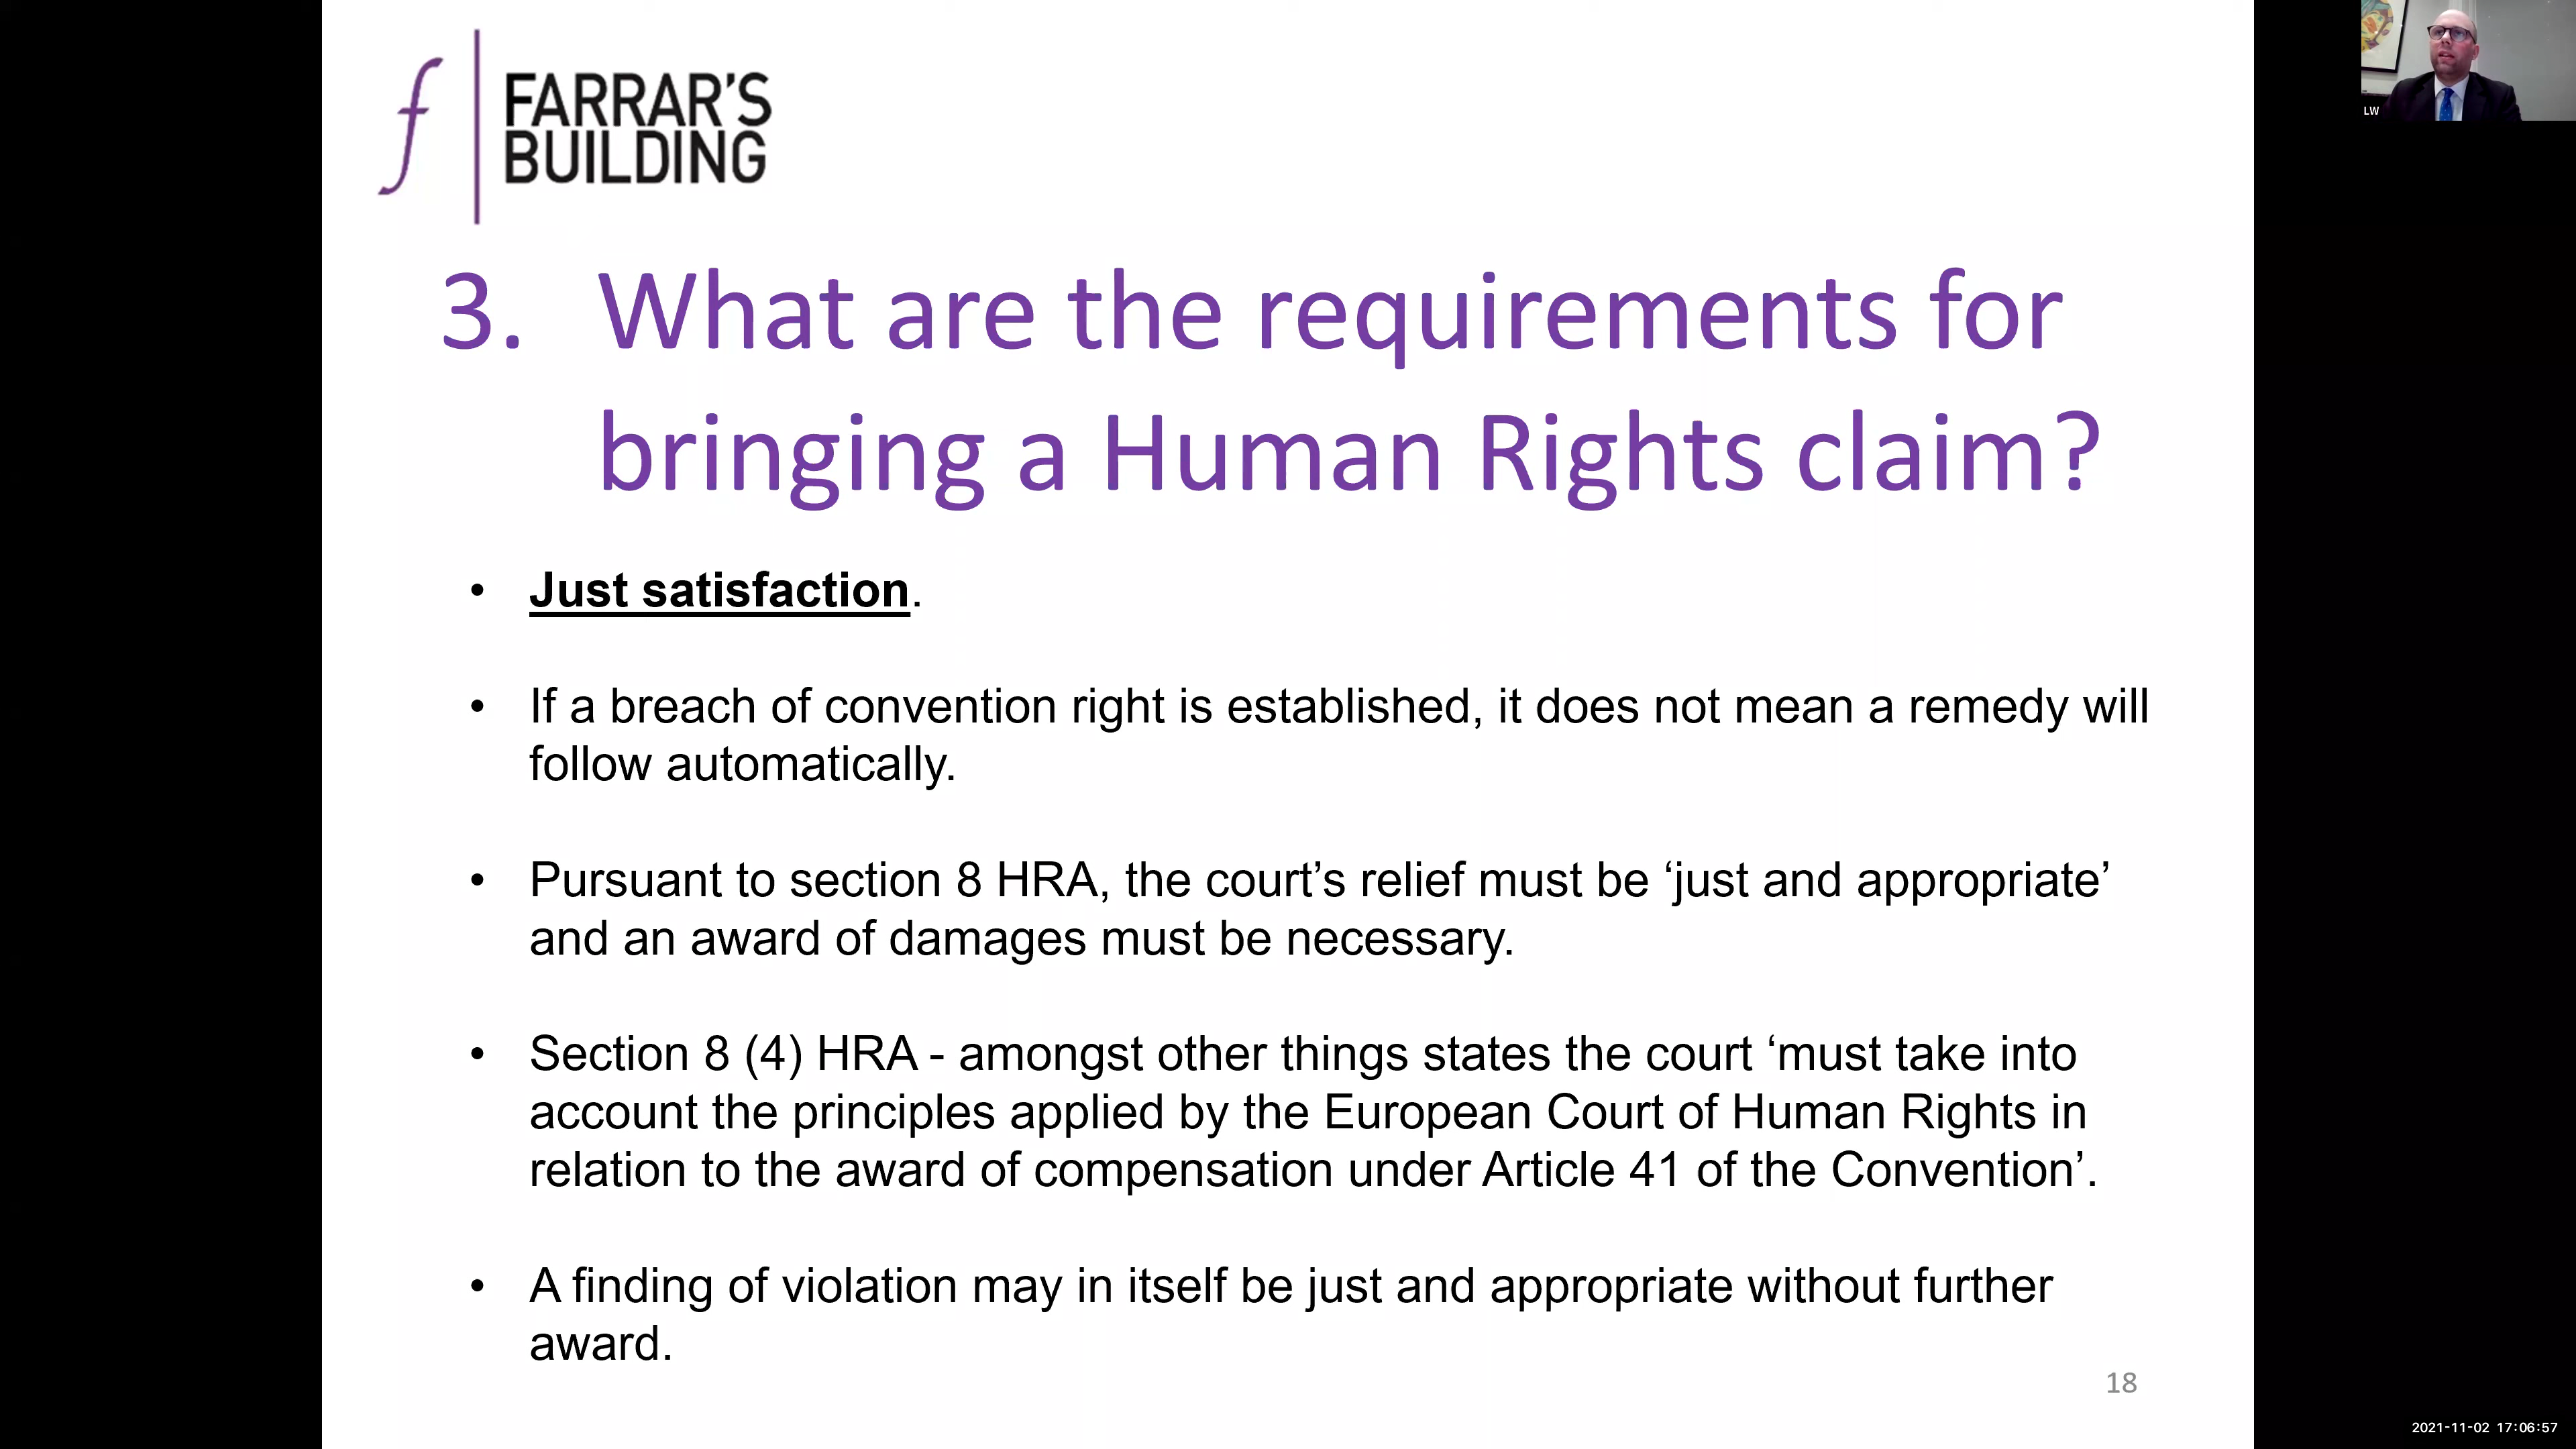 f
FARRAR’S
BUILDING
LW
3. What are the requirements for
bringing a Human Rights claim?
• Just satisfaction.
• If a breach of convention right is established, it does not mean a remedy will
follow automatically.
• Pursuant to section 8 HRA, the court’s relief must be ‘just and appropriate’
and an award of damages must be necessary.
• Section 8 (4) HRA - amongst other things states the court ‘must take into
account the principles applied by the European Court of Human Rights in
relation to the award of compensation under Article 41 of the Convention’.
• A finding of violation may in itself be just and appropriate without further
award.
18
2021-11-02 17:06:57